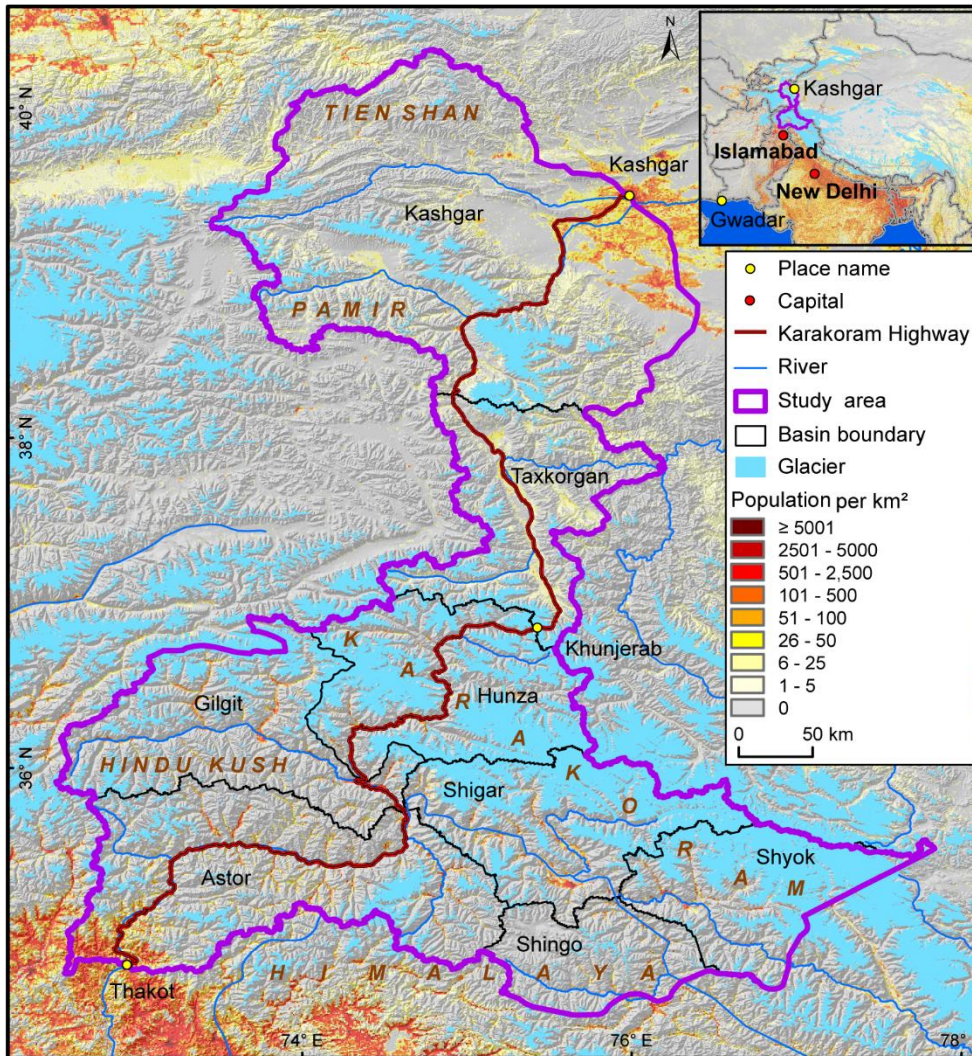 N
40° N
38° N
36° N
74° E
76° E
78° E
TIEN SHAN
Kashgar
Kashgar
PAMIR
Taxkorgan
Khunjerab
KARAKORAM
Hunza
Gilgit
HINDU KUSH
Shigar
Shyok
Astor
Shingo
HIMALAYA
Thakot
Kashgar
Islamabad
New Delhi
Gwadar
Place name
Capital
Karakoram Highway
River
Study area
Basin boundary
Glacier
Population per km²
≥ 5001
2501 - 5000
501 - 2,500
101 - 500
51 - 100
26 - 50
6 - 25
1 - 5
0
0 50 km